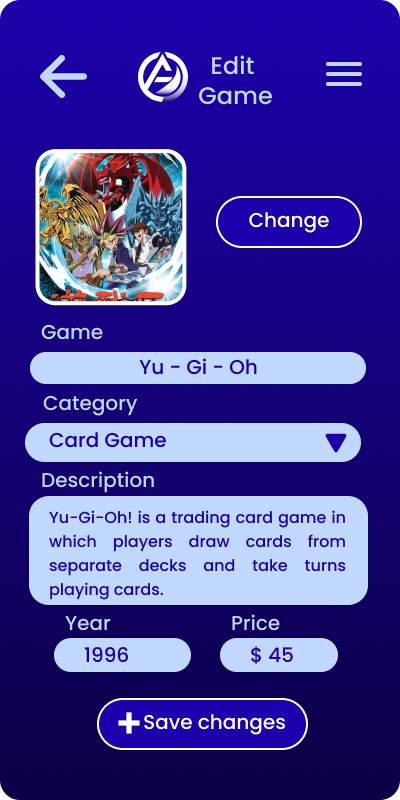 Edit
Game
Change
Game
Yu - Gi - Oh
Category
Card Game
Description
Yu-Gi-Oh! is a trading card game in
which players draw cards from
separate decks and take turns
playing cards.
Year
Price
1996
$ 45
Save changes